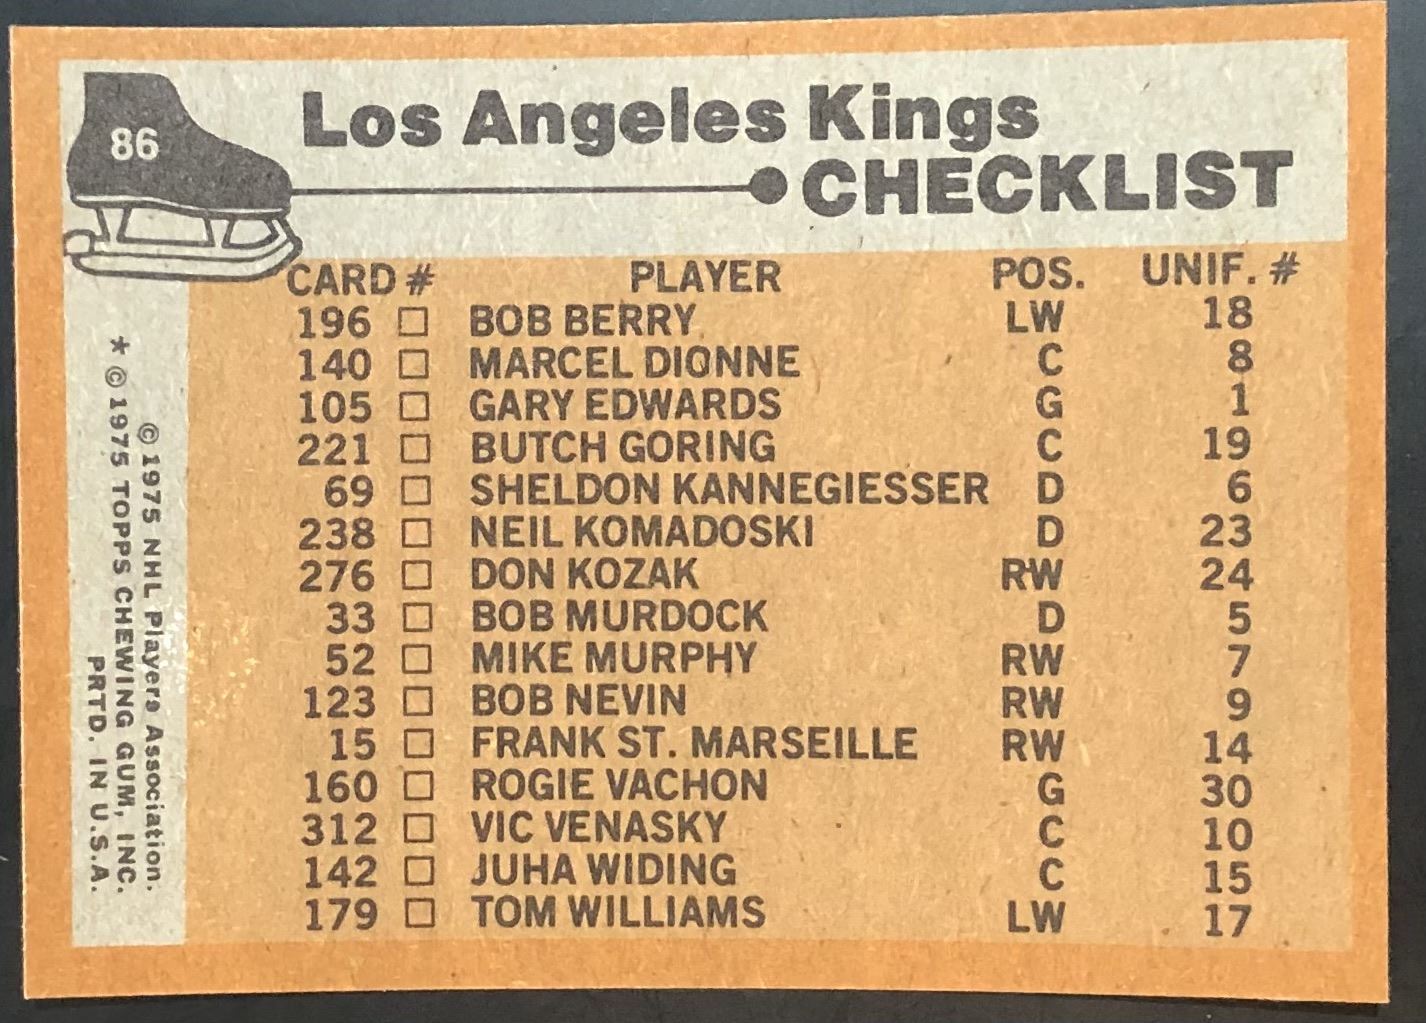 86
Los Angeles Kings
CHECKLIST
CARD # PLAYER POS. UNIF. #
196 □ BOB BERRY LW 18
140 □ MARCEL DIONNE C 8
105 □ GARY EDWARDS G 1
221 □ BUTCH GORING C 19
69 □ SHELDON KANNEGIESSER D 6
238 □ NEIL KOMADOSKI D 23
276 □ DON KOZAK RW 24
33 □ BOB MURDOCK D 5
52 □ MIKE MURPHY RW 7
123 □ BOB NEVIN RW 9
15 □ FRANK ST. MARSEILLE RW 14
160 □ ROGIE VACHON G 30
312 □ VIC VENASKY C 10
142 □ JUHA WIDING C 15
179 □ TOM WILLIAMS LW 17
© 1975 NHL Players Association.
* © 1975 TOPPS CHEWING GUM, INC.
PRTD. IN U.S.A.